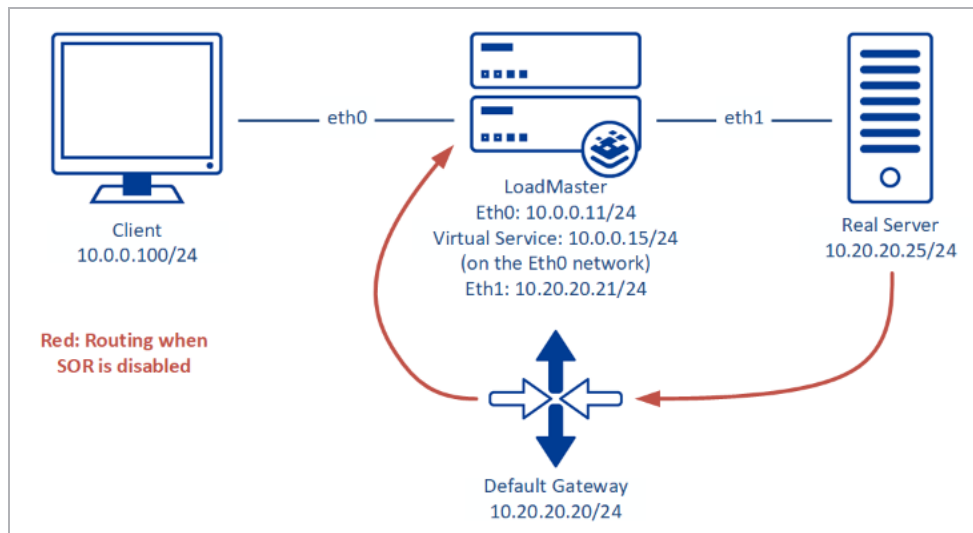 eth0
eth1
Client
10.0.0.100/24
LoadMaster
Eth0: 10.0.0.11/24
Virtual Service: 10.0.0.15/24
(on the Eth0 network)
Eth1: 10.20.20.21/24
Real Server
10.20.20.25/24
Red: Routing when
SOR is disabled
Default Gateway
10.20.20.20/24